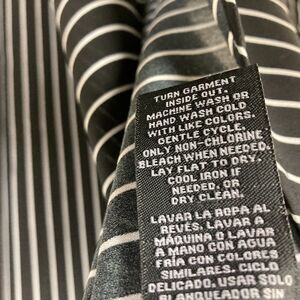 TURN GARMENT
INSIDE OUT.
MACHINE WASH OR
HAND WASH COLD
WITH LIKE COLORS.
GENTLE CYCLE.
ONLY NON-CHLORINE
BLEACH WHEN NEEDED.
LAY FLAT TO DRY.
COOL IRON IF
NEEDED, OR
DRY CLEAN.
LAVAR LA ROPA AL
REVÉS. LAVAR A
MÁQUINA O LAVAR
A MANO CON AGUA
FRÍA CON COLORES
SIMILARES. CICLO
DELICADO. USAR SOLO
BLANQUEADOR SIN